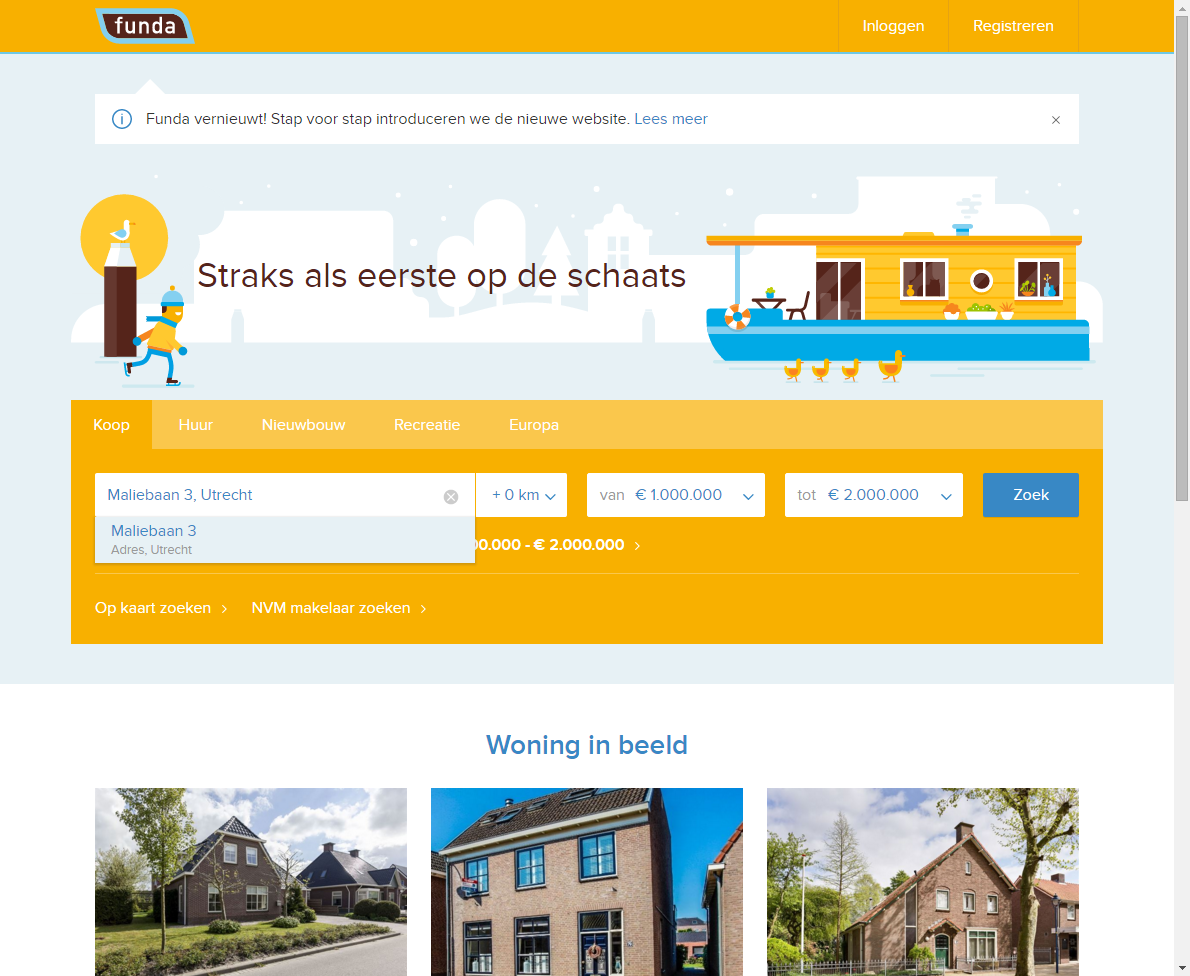 funda
Inloggen
Registreren
Funda vernieuwt! Stap voor stap introduceren we de nieuwe website. Lees meer
Straks als eerste op de schaats
Koop
Huur
Nieuwbouw
Recreatie
Europa
Maliebaan 3, Utrecht
+ 0 km
van € 1.000.000
tot € 2.000.000
Zoek
Maliebaan 3
Adres, Utrecht
00.000 - € 2.000.000
Op kaart zoeken
NVM makelaar zoeken
Woning in beeld